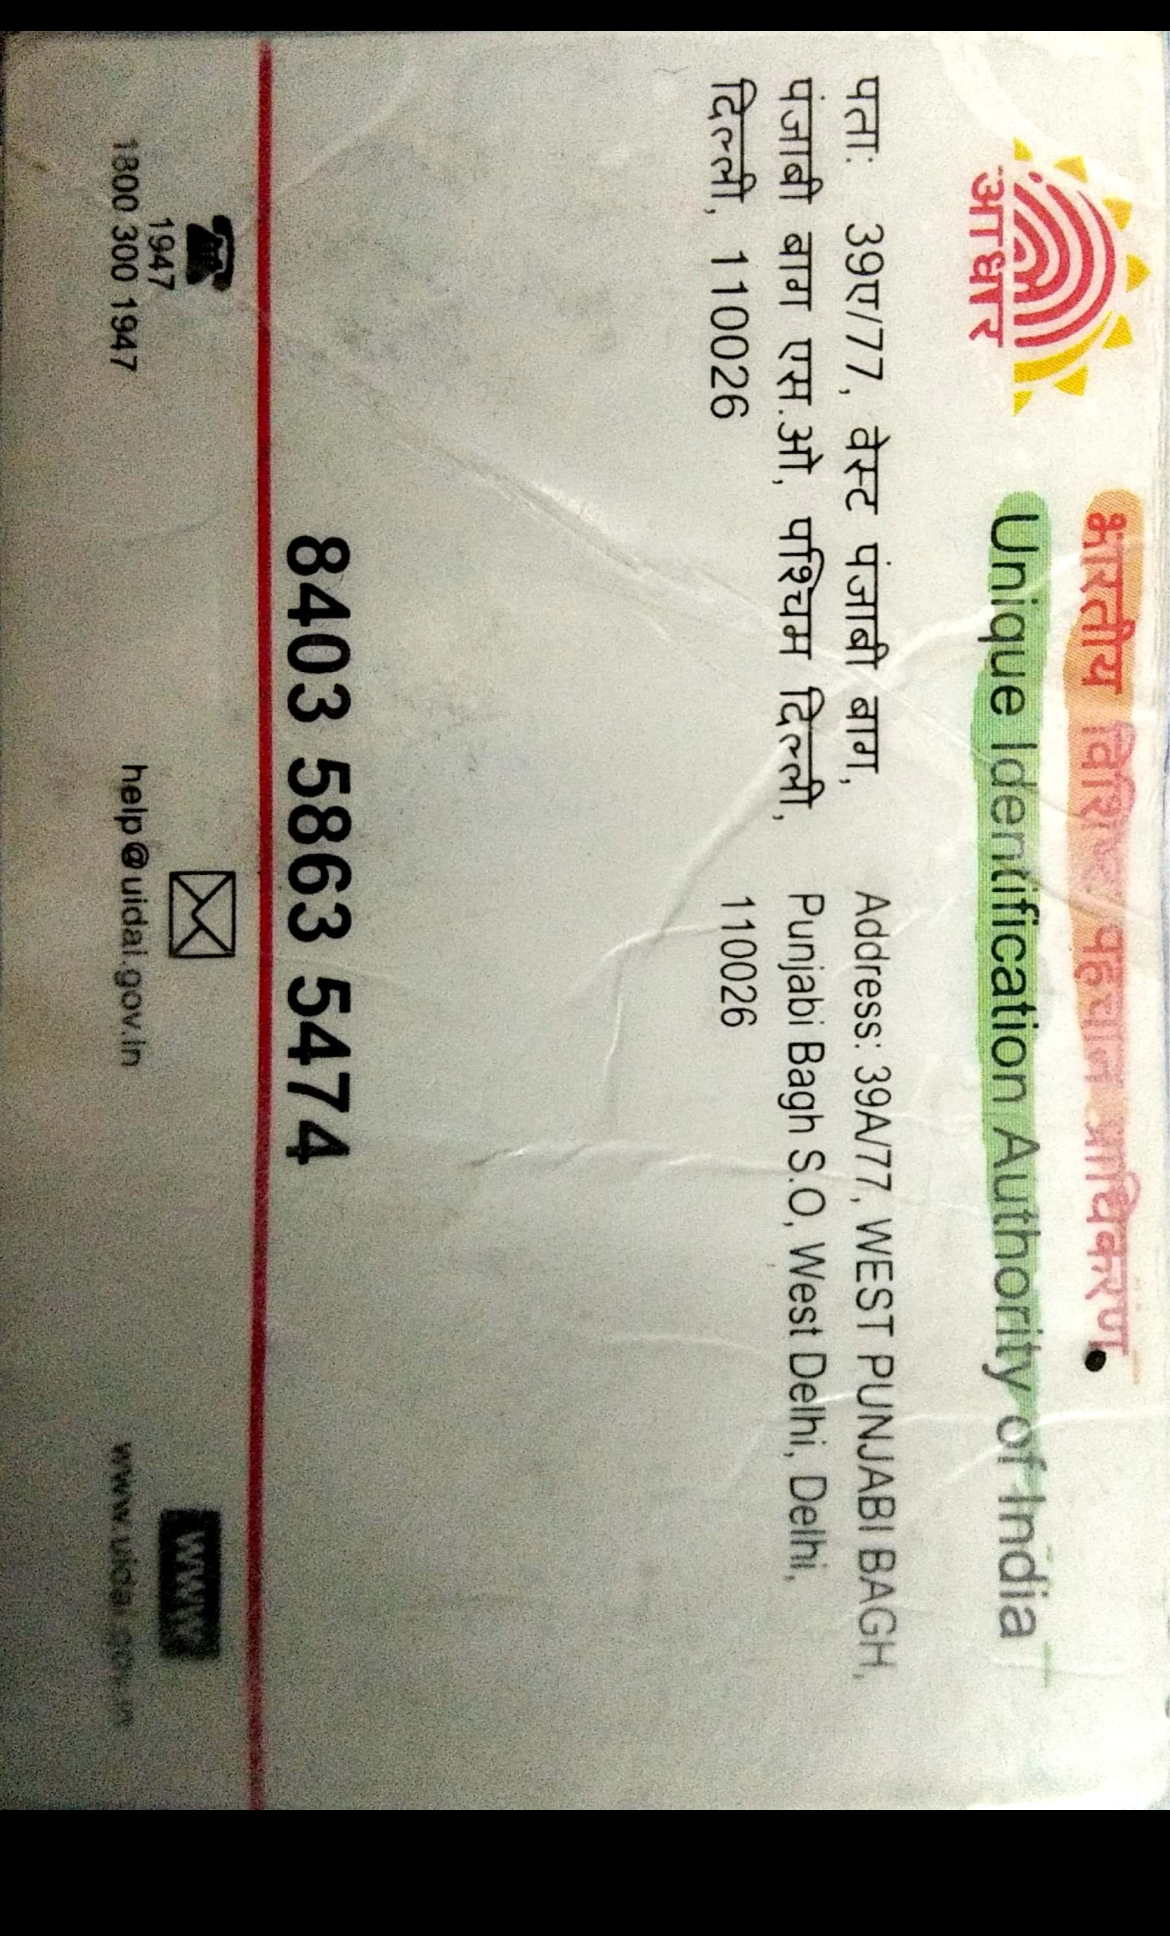 भारतीय विशिष्ट पहचान प्राधिकरण
आधार
Unique Identification Authority of India
पता: 39ए/77, वेस्ट पंजाबी बाग,
पंजाबी बाग एस.ओ, पश्चिम दिल्ली,
दिल्ली, 110026
Address: 39A/77, WEST PUNJABI BAGH,
Punjabi Bagh S.O, West Delhi, Delhi,
110026
8403 5863 5474
1947
1800 300 1947
help@uidai.gov.in
WWW
www.uidai.gov.in